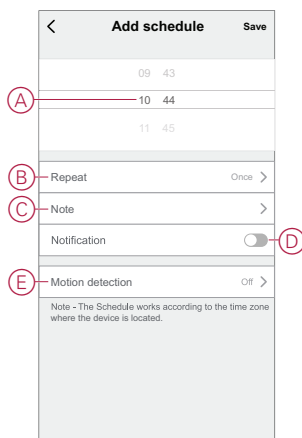 Add schedule Save
09 43
A 10 44
11 45
B Repeat Once
C Note
Notification D
E Motion detection Off
Note - The Schedule works according to the time zone
where the device is located.